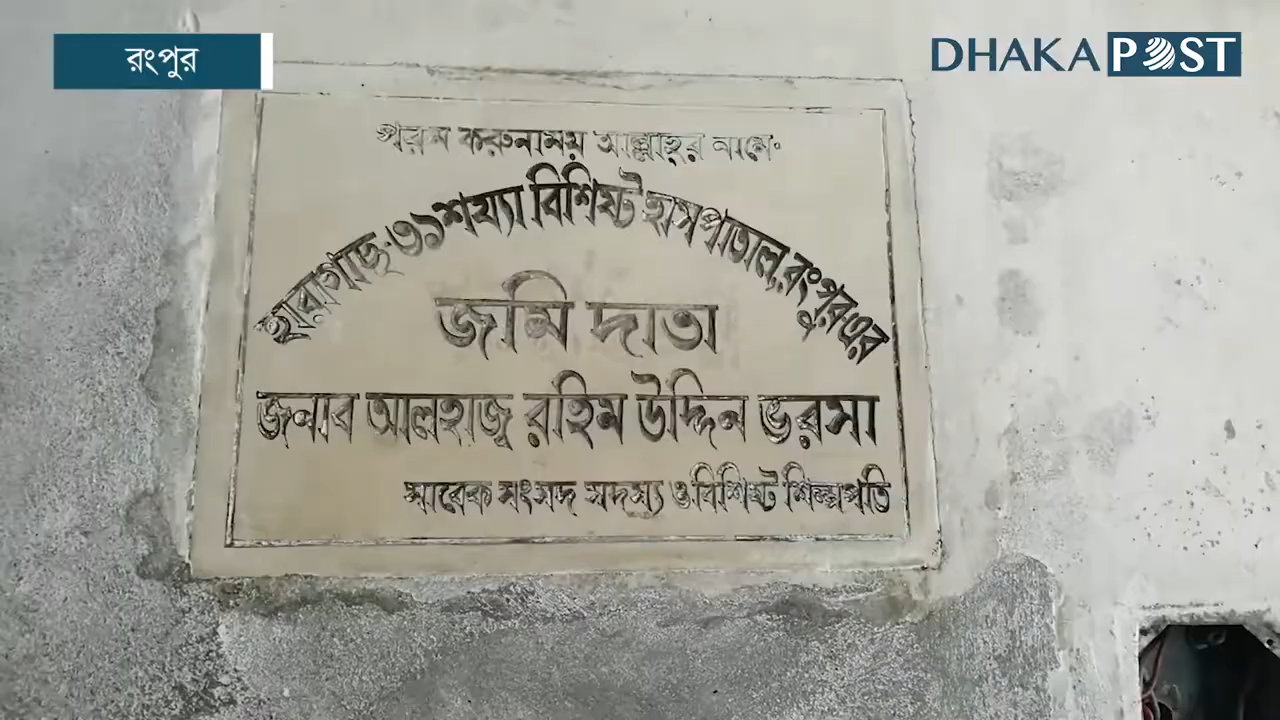 রংপুর
DHAKA POST
পরম করুনাময় আল্লাহর নামে
হারাগাছ ৩১ শয্যা বিশিষ্ট হাসপাতাল, রংপুর-এর
জমি দাতা
জনাব আলহাজ্ব রহিম উদ্দিন ভরসা
সাবেক সংসদ সদস্য ও বিশিষ্ট শিল্পপতি